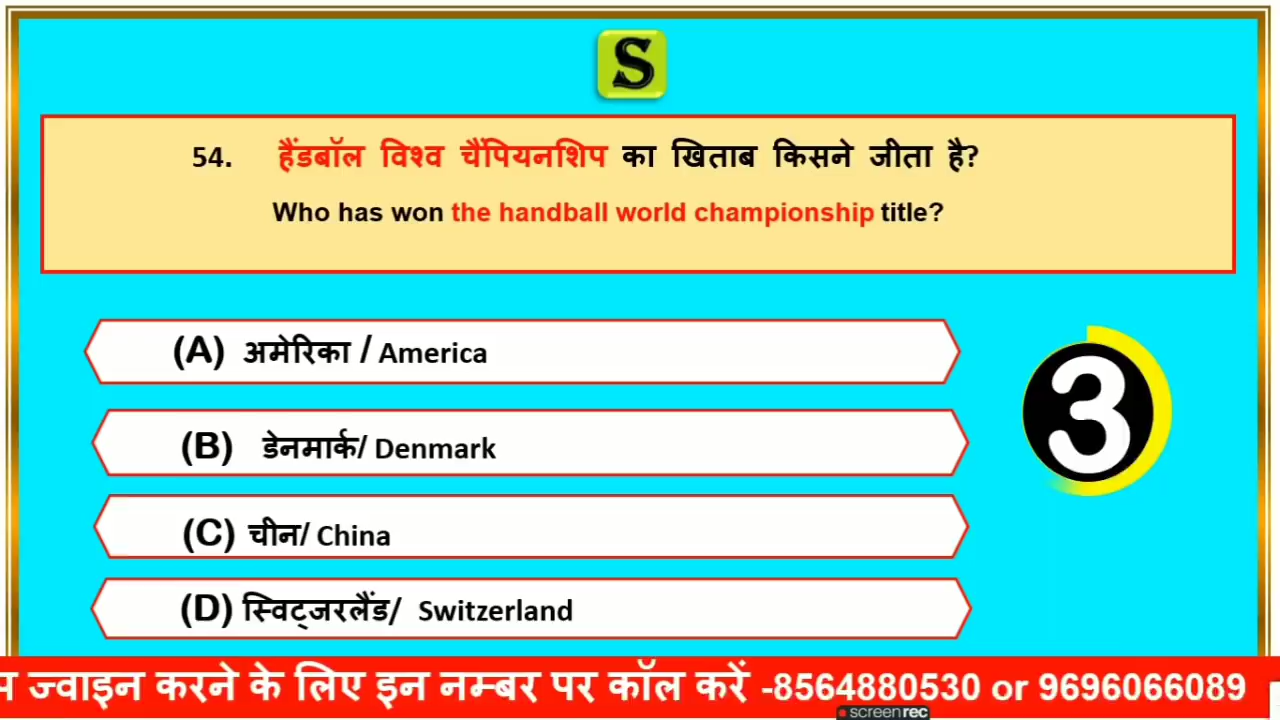 S
54. हैंडबॉल विश्व चैंपियनशिप का खिताब किसने जीता है?
Who has won the handball world championship title?
(A) अमेरिका / America
(B) डेनमार्क/ Denmark
(C) चीन/ China
(D) स्विट्जरलैंड/ Switzerland
3
ज्वाइन करने के लिए इन नम्बर पर कॉल करें -8564880530 or 9696066089
screenrec